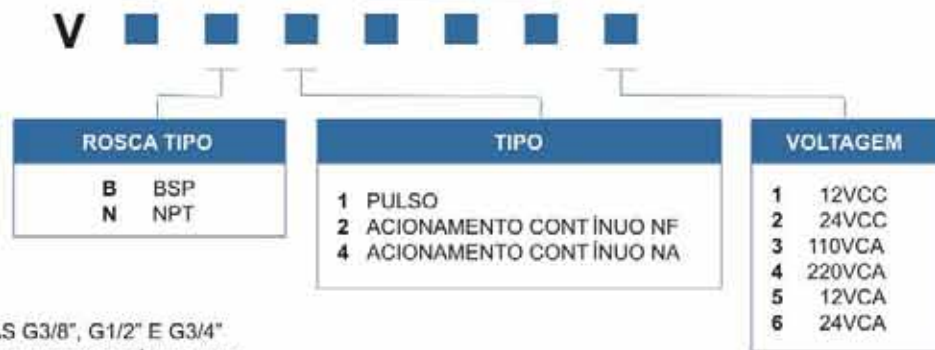 V
ROSCA TIPO
B BSP
N NPT
TIPO
1 PULSO
2 ACIONAMENTO CONTÍNUO NF
4 ACIONAMENTO CONTÍNUO NA
VOLTAGEM
1 12VCC
2 24VCC
3 110VCA
4 220VCA
5 12VCA
6 24VCA
G3/8", G1/2" E G3/4"